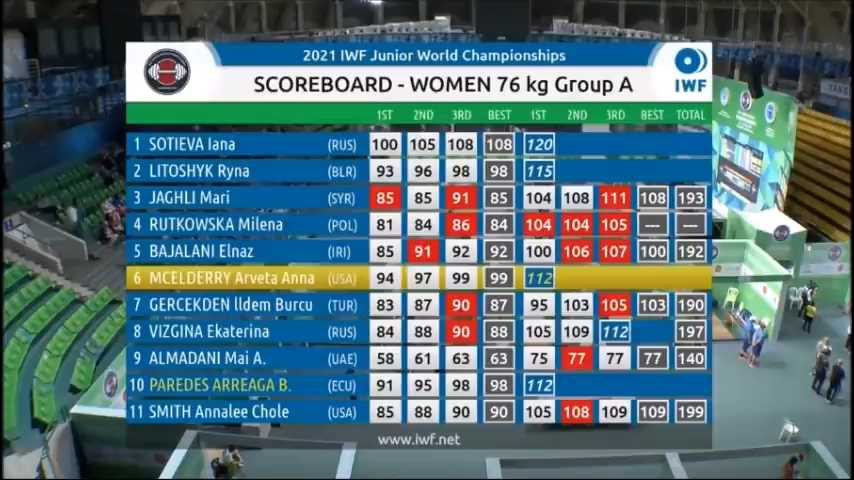 2021 IWF Junior World Championships
SCOREBOARD - WOMEN 76 kg Group A
IWF
1ST 2ND 3RD BEST 1ST 2ND 3RD BEST TOTAL
1 SOTIEVA Iana (RUS) 100 105 108 108 120
2 LITOSHYK Ryna (BLR) 93 96 98 98 115
3 JAGHLI Mari (SYR) 85 85 91 85 104 108 111 108 193
4 RUTKOWSKA Milena (POL) 81 84 86 84 104 104 105 --- ---
5 BAJALANI Elnaz (IRI) 85 91 92 92 100 106 107 100 192
6 MCELDERRY Arveta Anna (USA) 94 97 99 99 112
7 GERCEKDEN Ildem Burcu (TUR) 83 87 90 87 95 103 105 103 190
8 VIZGINA Ekaterina (RUS) 84 88 90 88 105 109 112 197
9 ALMADANI Mai A. (UAE) 58 61 63 63 75 77 77 77 140
10 PAREDES ARREAGA B. (ECU) 91 95 98 98 112
11 SMITH Annalee Chole (USA) 85 88 90 90 105 108 109 109 199
www.iwf.net